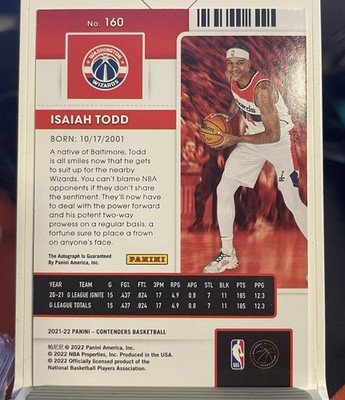 No. 160
WASHINGTON
WIZARDS
ISAIAH TODD
BORN: 10/17/2001
A native of Baltimore, Todd
is all smiles now that he gets
to suit up for the nearby
Wizards. You can't blame NBA
opponents if they don't share
the sentiment. They'll now have
to deal with the power forward
and his potent two-way
prowess on a regular basis, a
fortune sure to place a frown
on anyone's face.
The Autograph Is Guaranteed
By Panini America, Inc.
PANINI
YEAR TEAM G FG% FT% 3PM RPG APG STL BLK PTS PPG
20-21 G LEAGUE IGNITE 15 .437 .824 17 4.9 0.8 7 11 185 12.3
G LEAGUE TOTALS 15 .437 .824 17 4.9 0.8 7 11 185 12.3
2021-22 PANINI – CONTENDERS BASKETBALL
帕尼尼 © 2022 Panini America, Inc.
© 2022 NBA Properties, Inc. Produced in the USA.
© 2022 Officially licensed product of the
National Basketball Players Association.
NBA